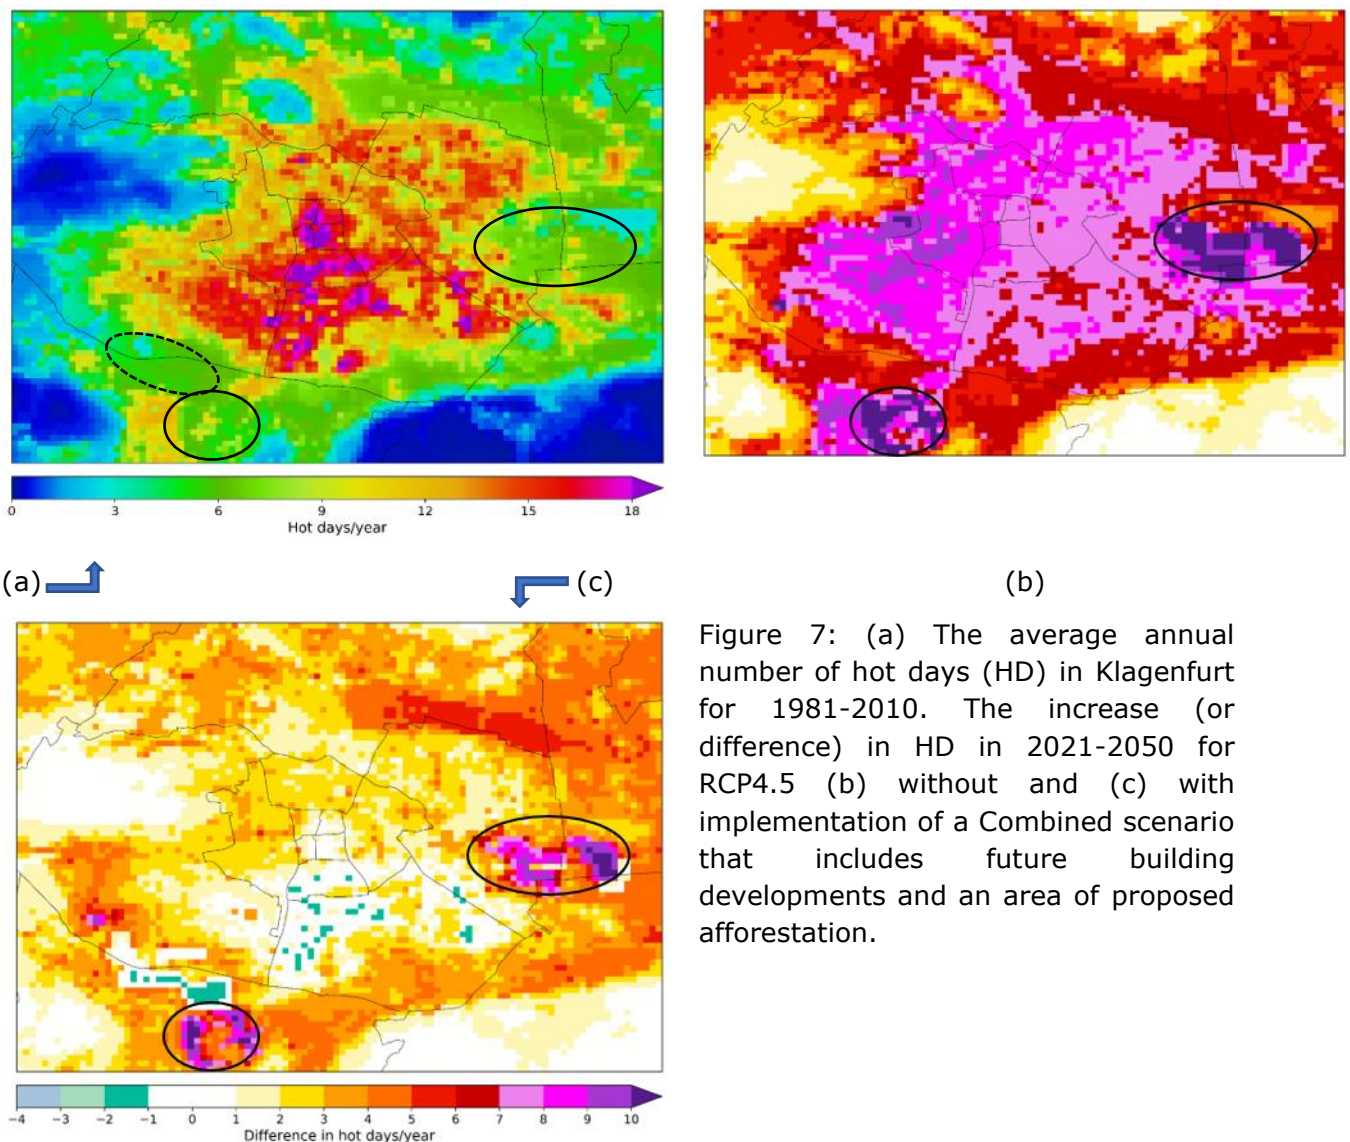 0 3 6 9 12 15 18
Hot days/year
(a) (c) (b)
Figure 7: (a) The average annual
number of hot days (HD) in Klagenfurt
for 1981-2010. The increase (or
difference) in HD in 2021-2050 for
RCP4.5 (b) without and (c) with
implementation of a Combined scenario
that includes future building
developments and an area of proposed
afforestation.
−4 −3 −2 −1 0 1 2 3 4 5 6 7 8 9 10
Difference in hot days/year